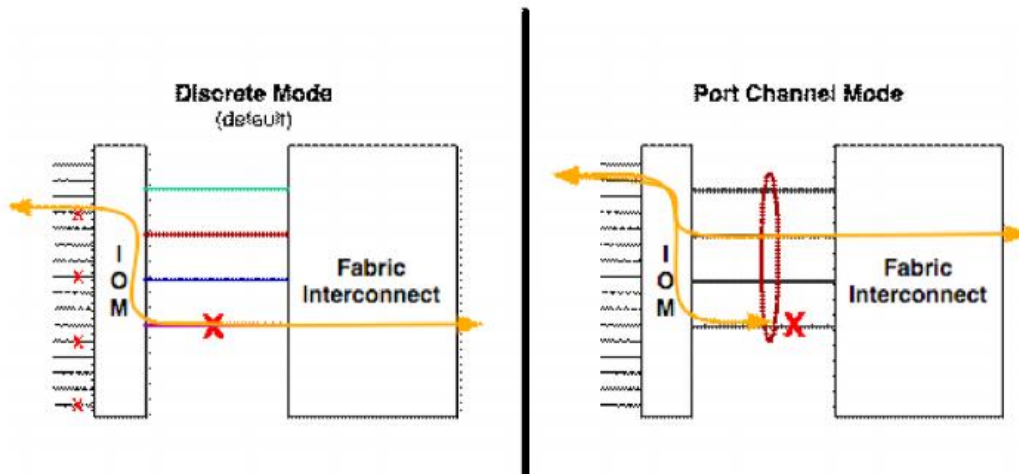 Discrete Mode
(default)
I
O
M
Fabric
Interconnect
Port Channel Mode
I
O
M
Fabric
Interconnect